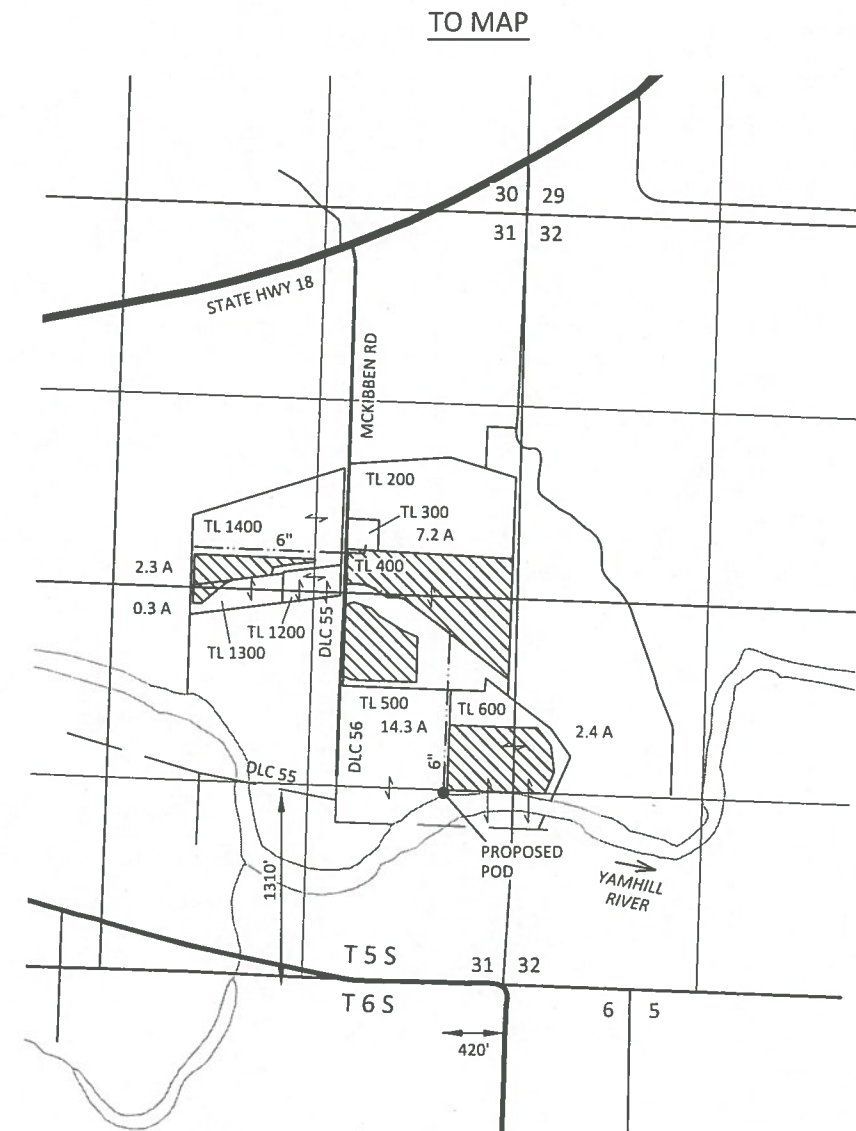 TO MAP
30 29
31 32
STATE HWY 18
MCKIBBEN RD
TL 200
TL 300
TL 1400
6"
7.2 A
2.3 A
TL 400
0.3 A
TL 1200
TL 1300
DLC 55
TL 500
TL 600
14.3 A
2.4 A
DLC 56
6"
DLC 55
PROPOSED
POD
YAMHILL
RIVER
1310'
T 5 S
31 32
T 6 S
6 5
420'